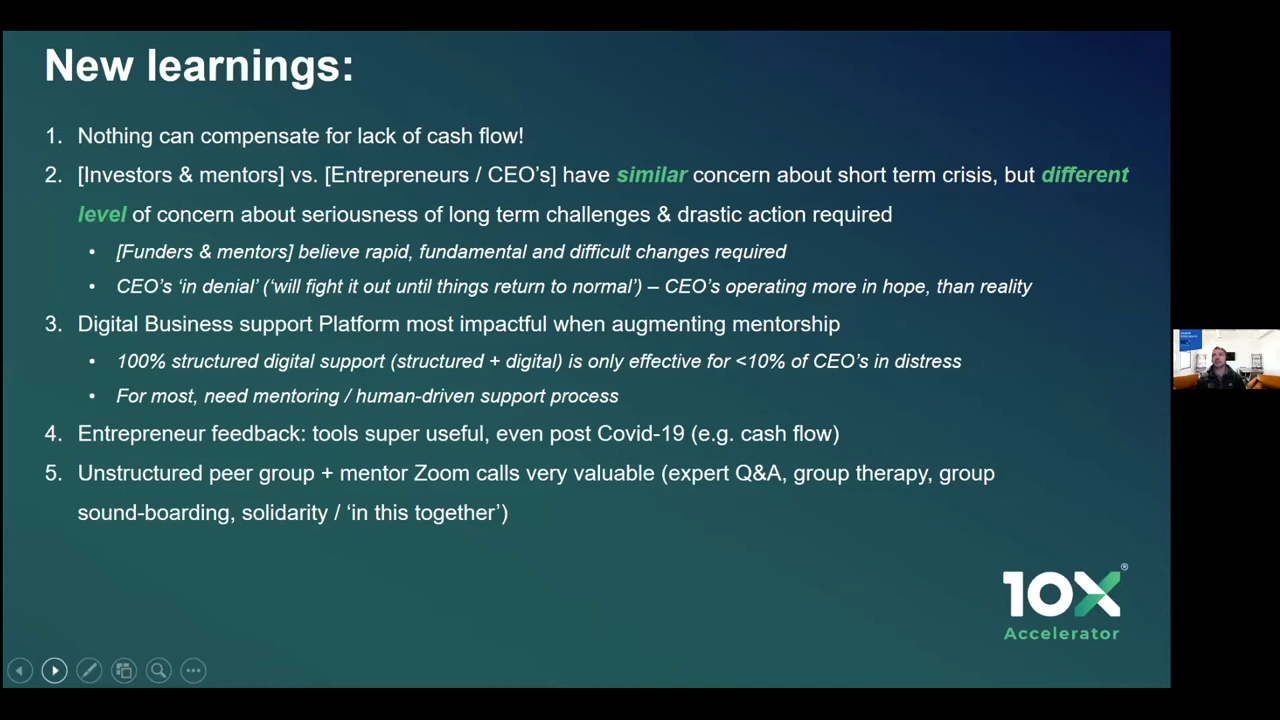 New learnings:
1. Nothing can compensate for lack of cash flow!
2. [Investors & mentors] vs. [Entrepreneurs / CEO’s] have similar concern about short term crisis, but different
level of concern about seriousness of long term challenges & drastic action required
• [Funders & mentors] believe rapid, fundamental and difficult changes required
• CEO’s ‘in denial’ (‘will fight it out until things return to normal’) – CEO’s operating more in hope, than reality
3. Digital Business support Platform most impactful when augmenting mentorship
• 100% structured digital support (structured + digital) is only effective for <10% of CEO’s in distress
• For most, need mentoring / human-driven support process
4. Entrepreneur feedback: tools super useful, even post Covid-19 (e.g. cash flow)
5. Unstructured peer group + mentor Zoom calls very valuable (expert Q&A, group therapy, group
sound-boarding, solidarity / ‘in this together’)
10X®
Accelerator